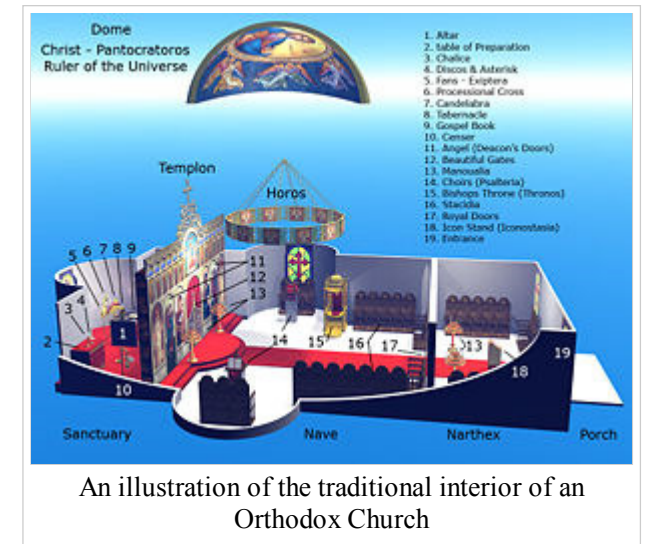 Dome
Christ - Pantocratoros
Ruler of the Universe
1. Altar
2. table of Preparation
3. Chalice
4. Discos & Asterisk
5. Fans - Exiptera
6. Processional Cross
7. Candelabra
8. Tabernacle
9. Gospel Book
10. Censer
11. Angel (Deacon's Doors)
12. Beautiful Gates
13. Manoualia
14. Choirs (Psalteria)
15. Bishops Throne (Thronos)
16. Stacidia
17. Royal Doors
18. Icon Stand (Iconostasia)
19. Entrance
Templon
Horos
5 6 7 8 9
11
12
13
3 4
2
1
14
15
16
17
13
18
19
10
Sanctuary
Nave
Narthex
Porch
An illustration of the traditional interior of an
Orthodox Church